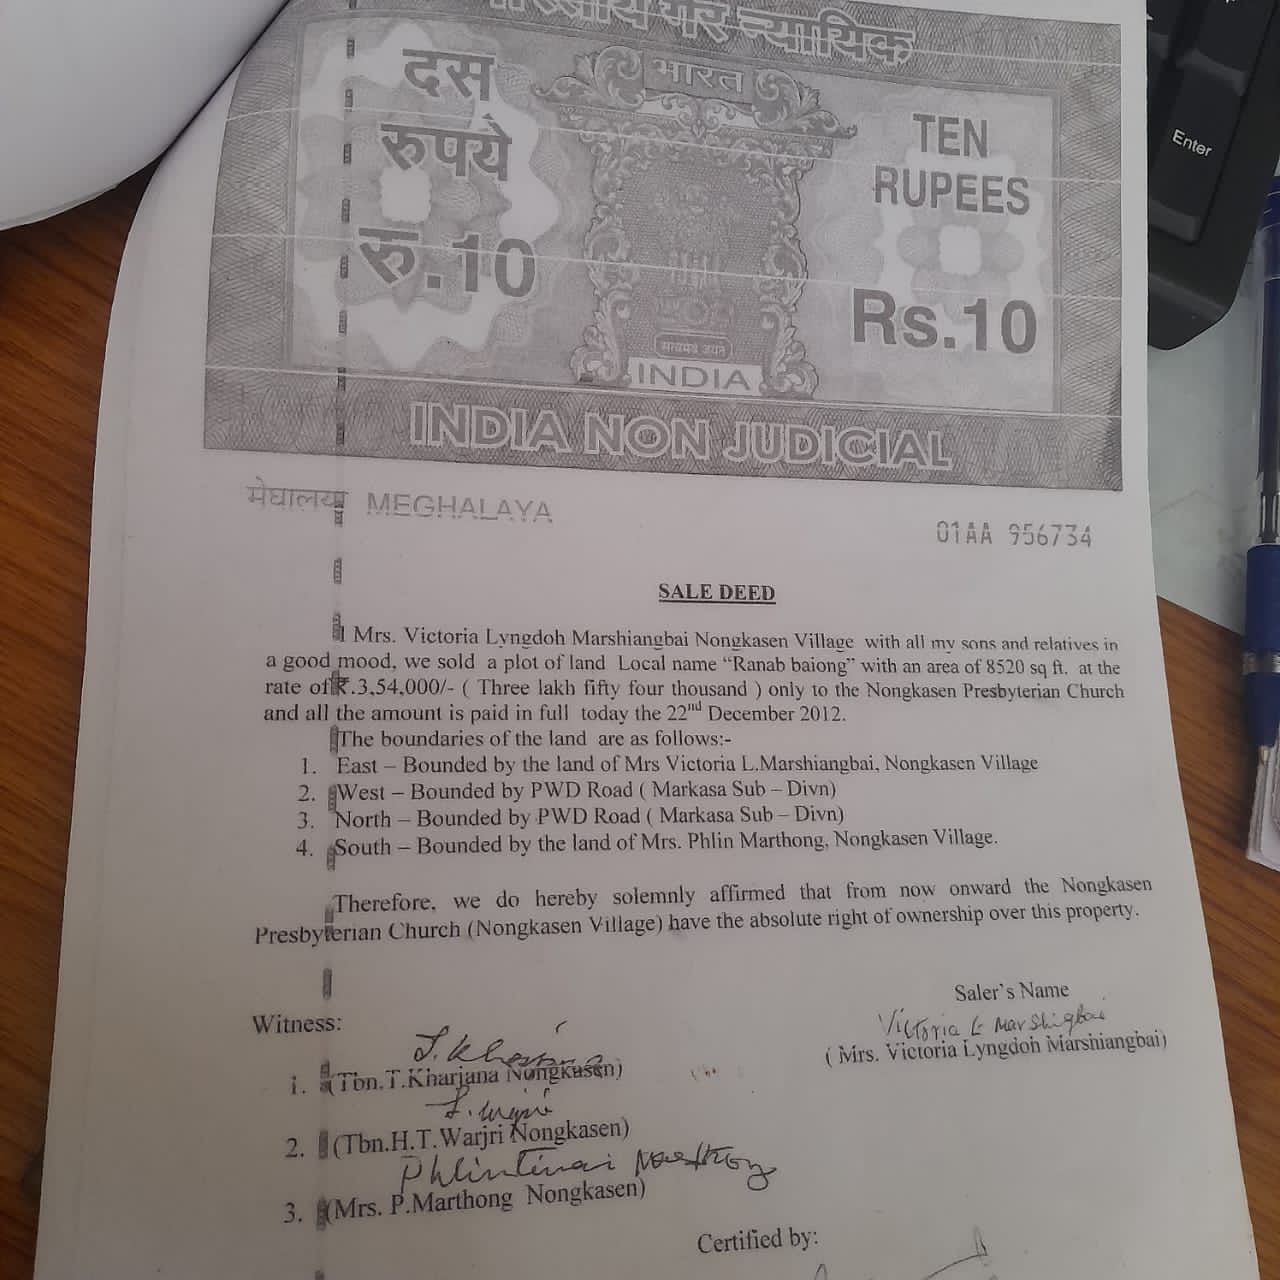 भारतीय गैर न्यायिक
दस
रुपये
रु.10
भारत
सत्यमेव जयते
INDIA
TEN
RUPEES
Rs.10
INDIA NON JUDICIAL
मेघालय MEGHALAYA
01AA 956734
SALE DEED
I Mrs. Victoria Lyngdoh Marshiangbai Nongkasen Village with all my sons and relatives in
a good mood, we sold a plot of land Local name “Ranab baiong” with an area of 8520 sq ft. at the
rate of ₹.3,54,000/- ( Three lakh fifty four thousand ) only to the Nongkasen Presbyterian Church
and all the amount is paid in full today the 22nd December 2012.
The boundaries of the land are as follows:-
1. East – Bounded by the land of Mrs Victoria L.Marshiangbai, Nongkasen Village
2. West – Bounded by PWD Road ( Markasa Sub – Divn)
3. North – Bounded by PWD Road ( Markasa Sub – Divn)
4. South – Bounded by the land of Mrs. Phlin Marthong, Nongkasen Village.
Therefore, we do hereby solemnly affirmed that from now onward the Nongkasen
Presbyterian Church (Nongkasen Village) have the absolute right of ownership over this property.
Saler’s Name
Victoria L Marshigbai
( Mrs. Victoria Lyngdoh Marshiangbai)
Witness:
1. (Tbn.T.Kharjana Nongkasen)
2. (Tbn.H.T.Warjri Nongkasen)
Phlintinai Marthong
3. (Mrs. P.Marthong Nongkasen)
Certified by:
Enter